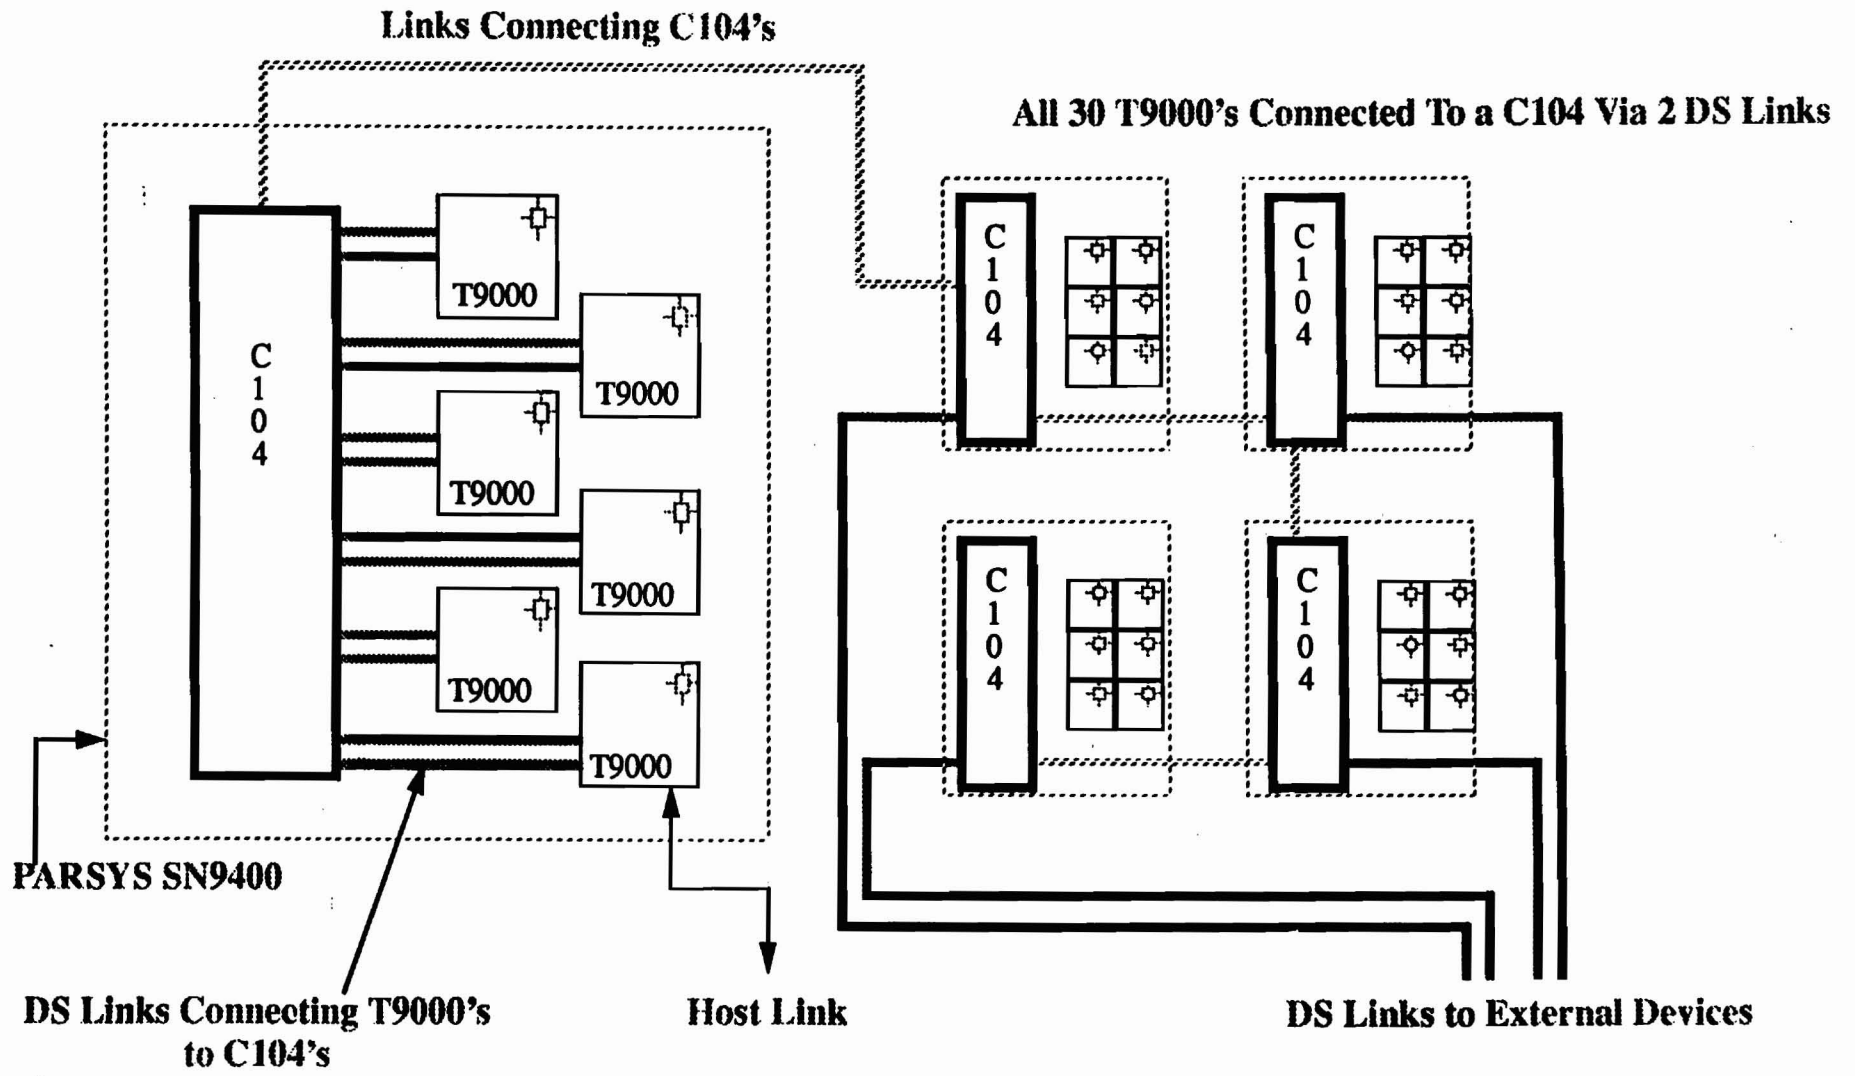 Links Connecting C104's
All 30 T9000's Connected To a C104 Via 2 DS Links
C
1
0
4
T9000
T9000
T9000
T9000
T9000
T9000
C
1
0
4
C
1
0
4
C
1
0
4
C
1
0
4
PARSYS SN9400
DS Links Connecting T9000's
to C104's
Host Link
DS Links to External Devices